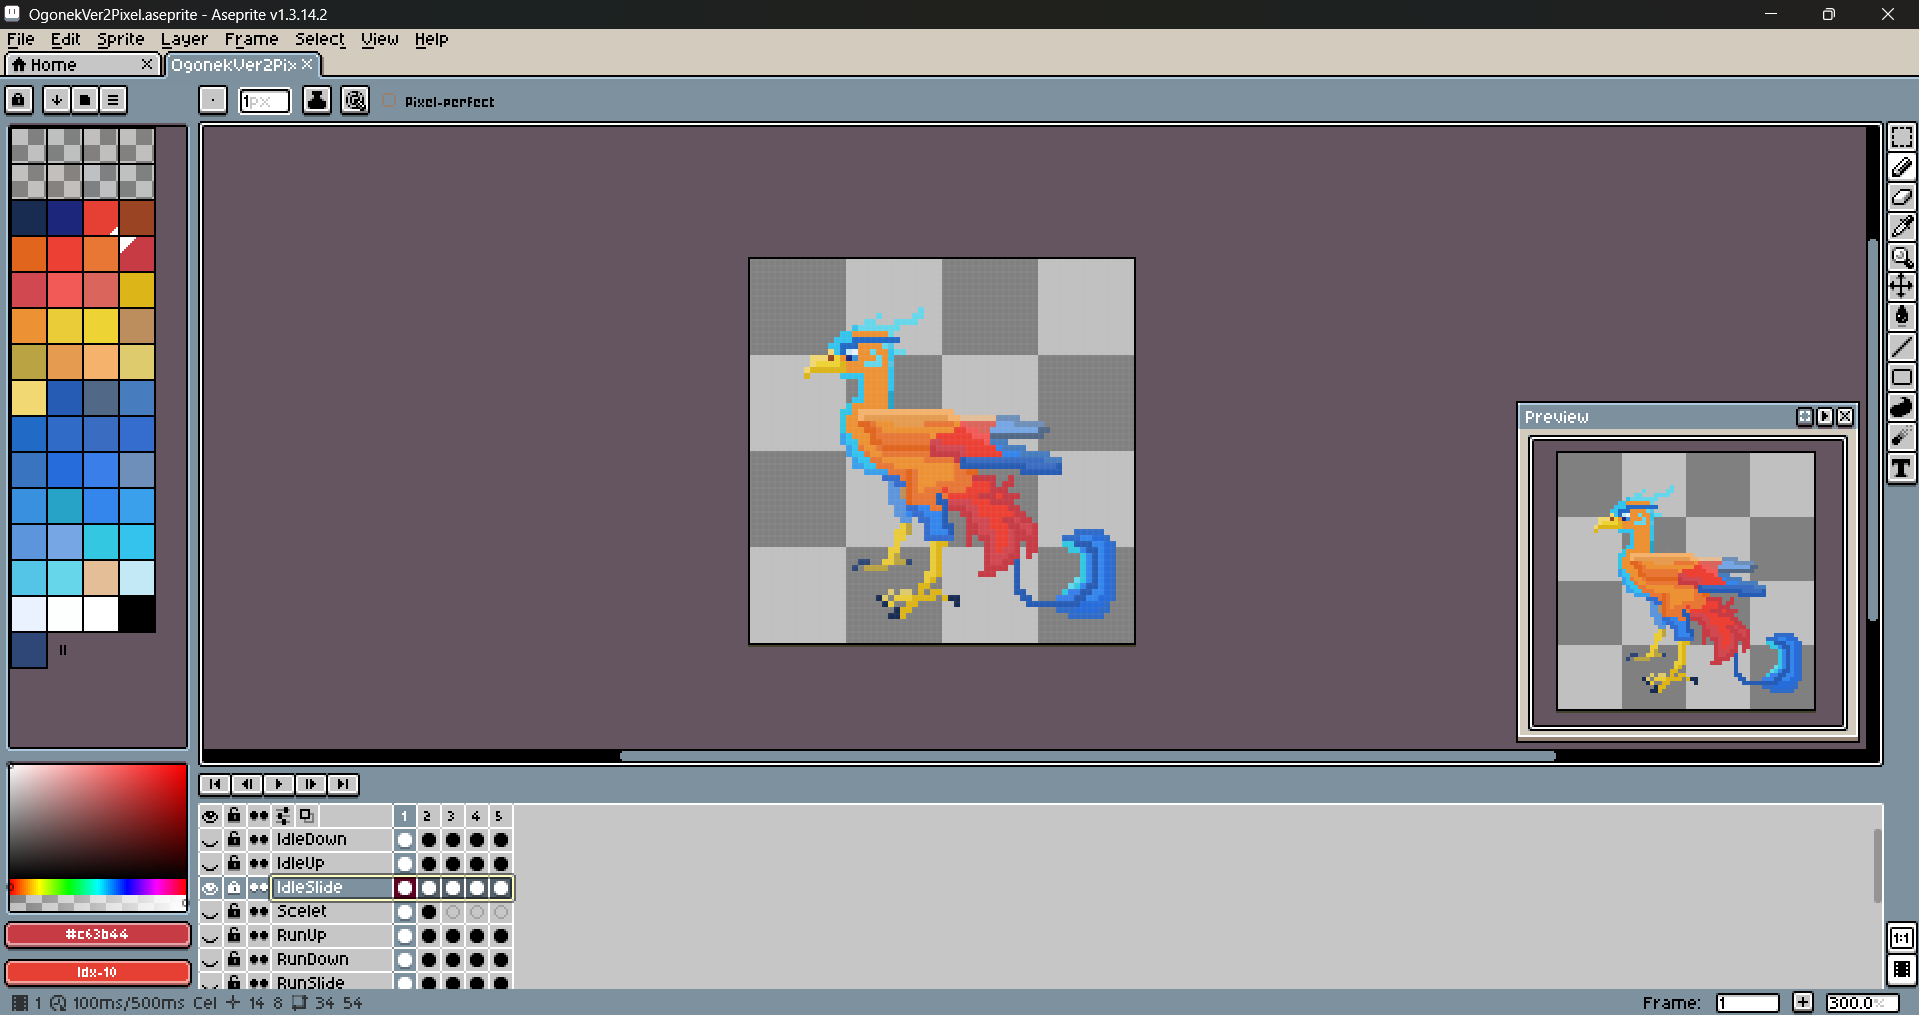 OgonekVer2Pixel.aseprite - Aseprite v1.3.14.2
File Edit Sprite Layer Frame Select View Help
Home
OgonekVer2Pix
1px
Pixel-perfect
Preview
T
1 2 3 4 5
IdleDown
IdleUp
IdleSlide
Scelet
RunUp
RunDown
RunSlide
#c63b44
Idx-10
1:1
1 100ms/500ms Cel 14 8 34 54
Frame: 1 + 300.0%